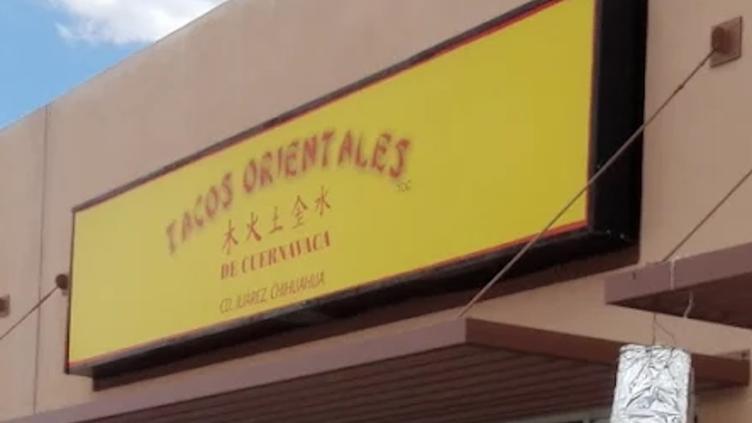 TACOS ORIENTALES
木火土金水
DE CUERNAVACA
CD. JUAREZ, CHIHUAHUA